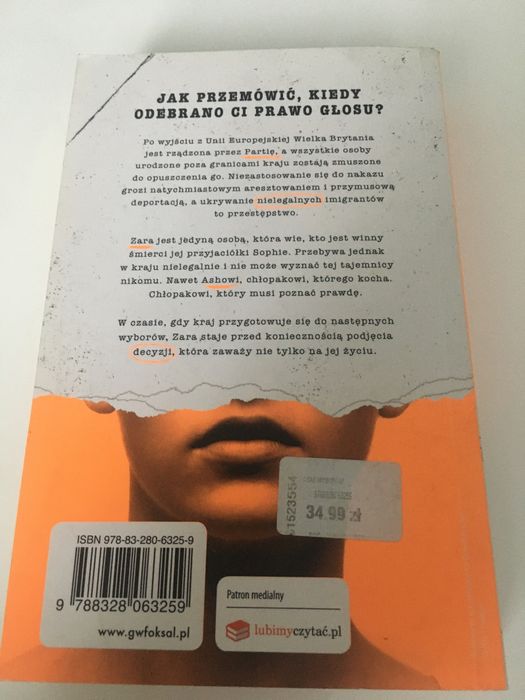 JAK PRZEMÓWIĆ, KIEDY
ODEBRANO CI PRAWO GŁOSU?
Po wyjściu z Unii Europejskiej Wielka Brytania
jest rządzona przez Partię, a wszystkie osoby
urodzone poza granicami kraju zostają zmuszone
do opuszczenia go. Niezastosowanie się do nakazu
grozi natychmiastowym aresztowaniem i przymusową
deportacją, a ukrywanie nielegalnych imigrantów
to przestępstwo.
Zara jest jedyną osobą, która wie, kto jest winny
śmierci jej przyjaciółki Sophie. Przebywa jednak
w kraju nielegalnie i nie może wyznać tej tajemnicy
nikomu. Nawet Ashowi, chłopakowi, którego kocha.
Chłopakowi, który musi poznać prawdę.
W czasie, gdy kraj przygotowuje się do następnych
wyborów, Zara staje przed koniecznością podjęcia
decyzji, która zaważy nie tylko na jej życiu.
51523554
34.99 zł
ISBN 978-83-280-6325-9
9 788328 063259
www.gwfoksal.pl
Patron medialny
lubimyczytać.pl